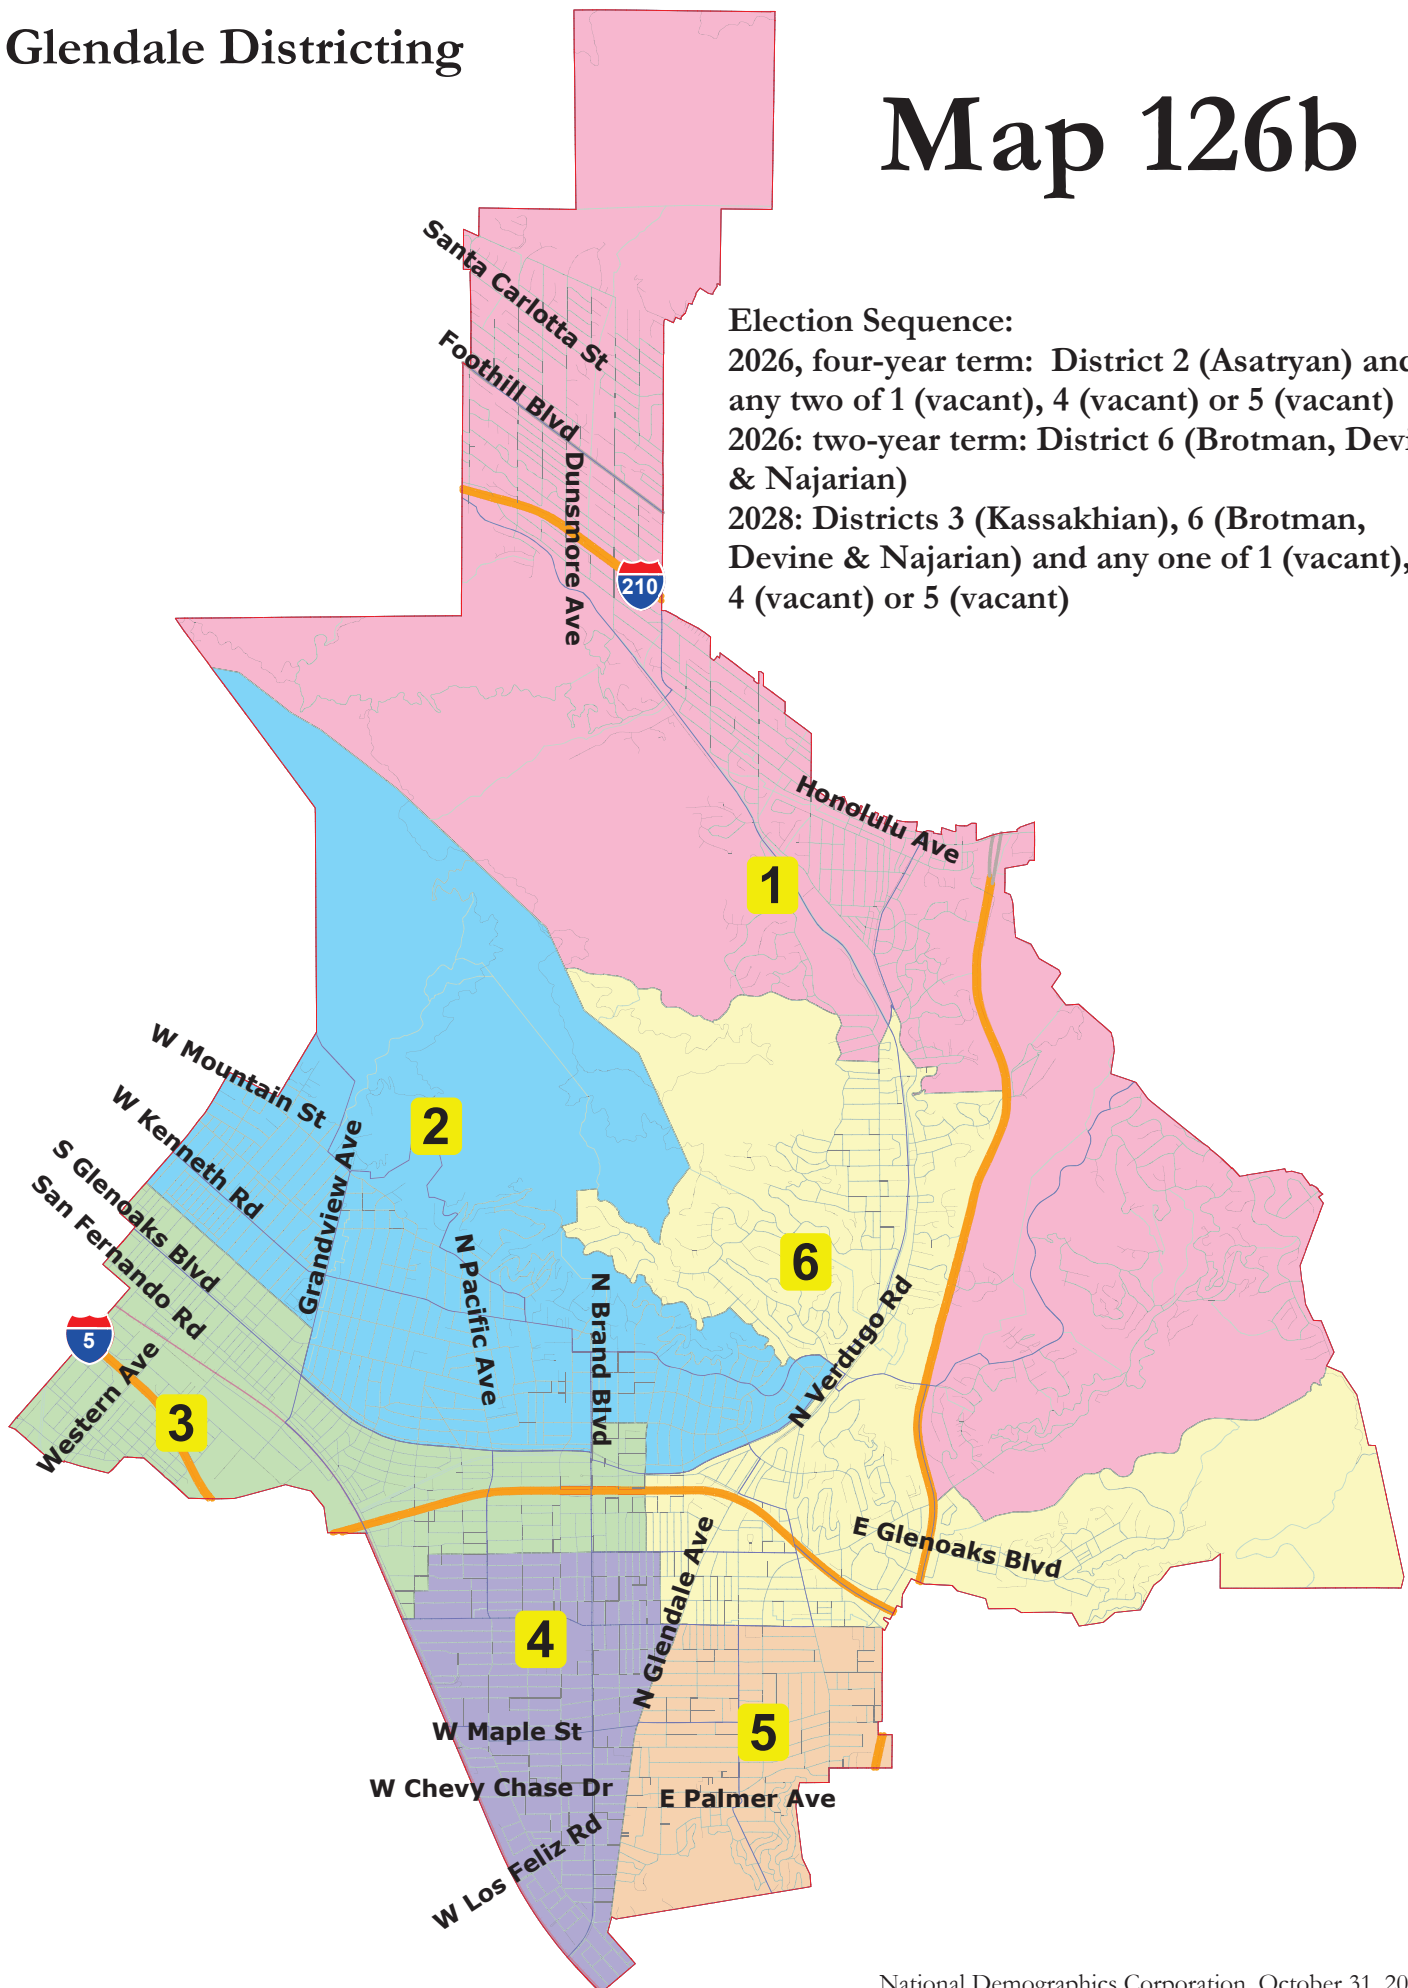 Glendale Districting
Map 126b
Election Sequence:
2026, four-year term: District 2 (Asatryan) and
any two of 1 (vacant), 4 (vacant) or 5 (vacant)
2026: two-year term: District 6 (Brotman, Devi
& Najarian)
2028: Districts 3 (Kassakhian), 6 (Brotman,
Devine & Najarian) and any one of 1 (vacant),
4 (vacant) or 5 (vacant)
Santa Carlotta St
Foothill Blvd
Dunsmore Ave
210
Honolulu Ave
1
W Mountain St
W Kenneth Rd
S Glenoaks Blvd
San Fernando Rd
Grandview Ave
2
N Pacific Ave
N Brand Blvd
6
N Verdugo Rd
5
Western Ave
3
E Glenoaks Blvd
N Glendale Ave
4
W Maple St
5
W Chevy Chase Dr
E Palmer Ave
W Los Feliz Rd
National Demographics Corporation, October 31, 20